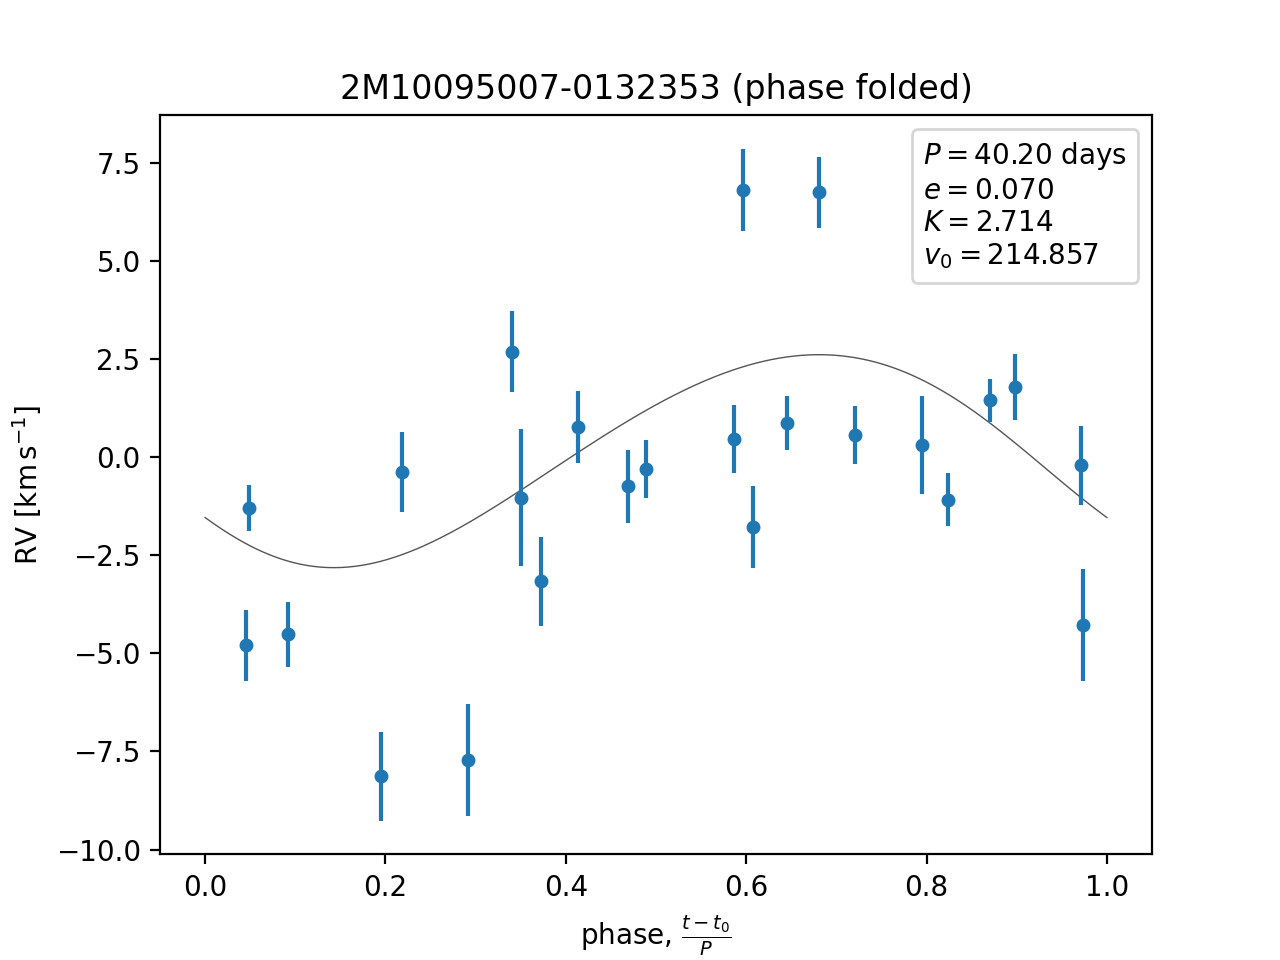 2M10095007-0132353 (phase folded)
P = 40.20 days
e = 0.070
K = 2.714
v₀ = 214.857
RV [km s⁻¹]
7.5
5.0
2.5
0.0
−2.5
−5.0
−7.5
−10.0
0.0 0.2 0.4 0.6 0.8 1.0
phase, (t − t₀)/P